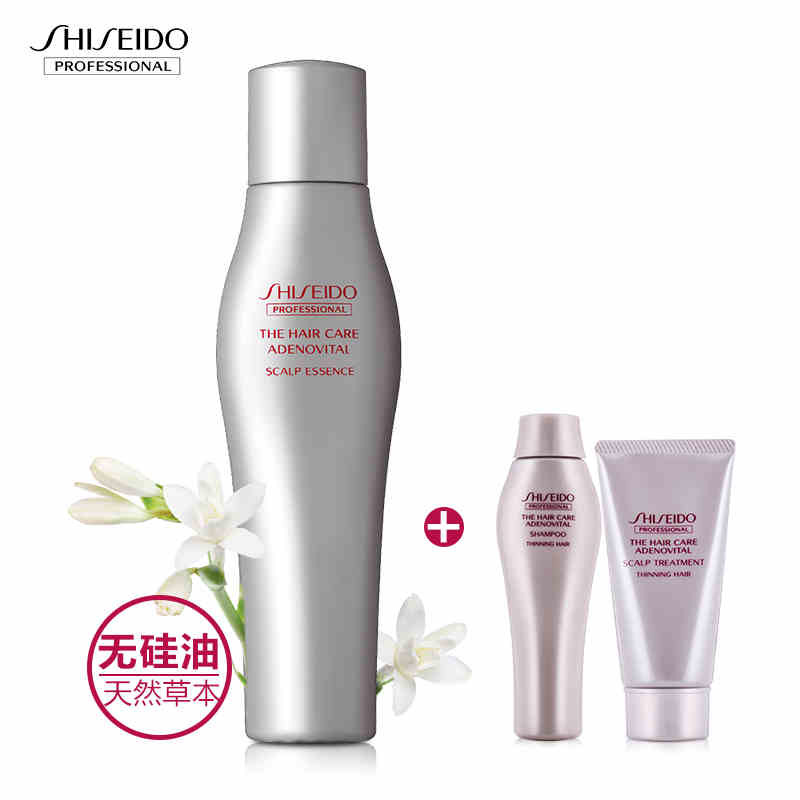 SHISEIDO
PROFESSIONAL
SHISEIDO
PROFESSIONAL
THE HAIR CARE
ADENOVITAL
SCALP ESSENCE
SHISEIDO
PROFESSIONAL
THE HAIR CARE
ADENOVITAL
SHAMPOO
THINNING HAIR
SHISEIDO
PROFESSIONAL
THE HAIR CARE
ADENOVITAL
SCALP TREATMENT
THINNING HAIR
无硅油
天然草本